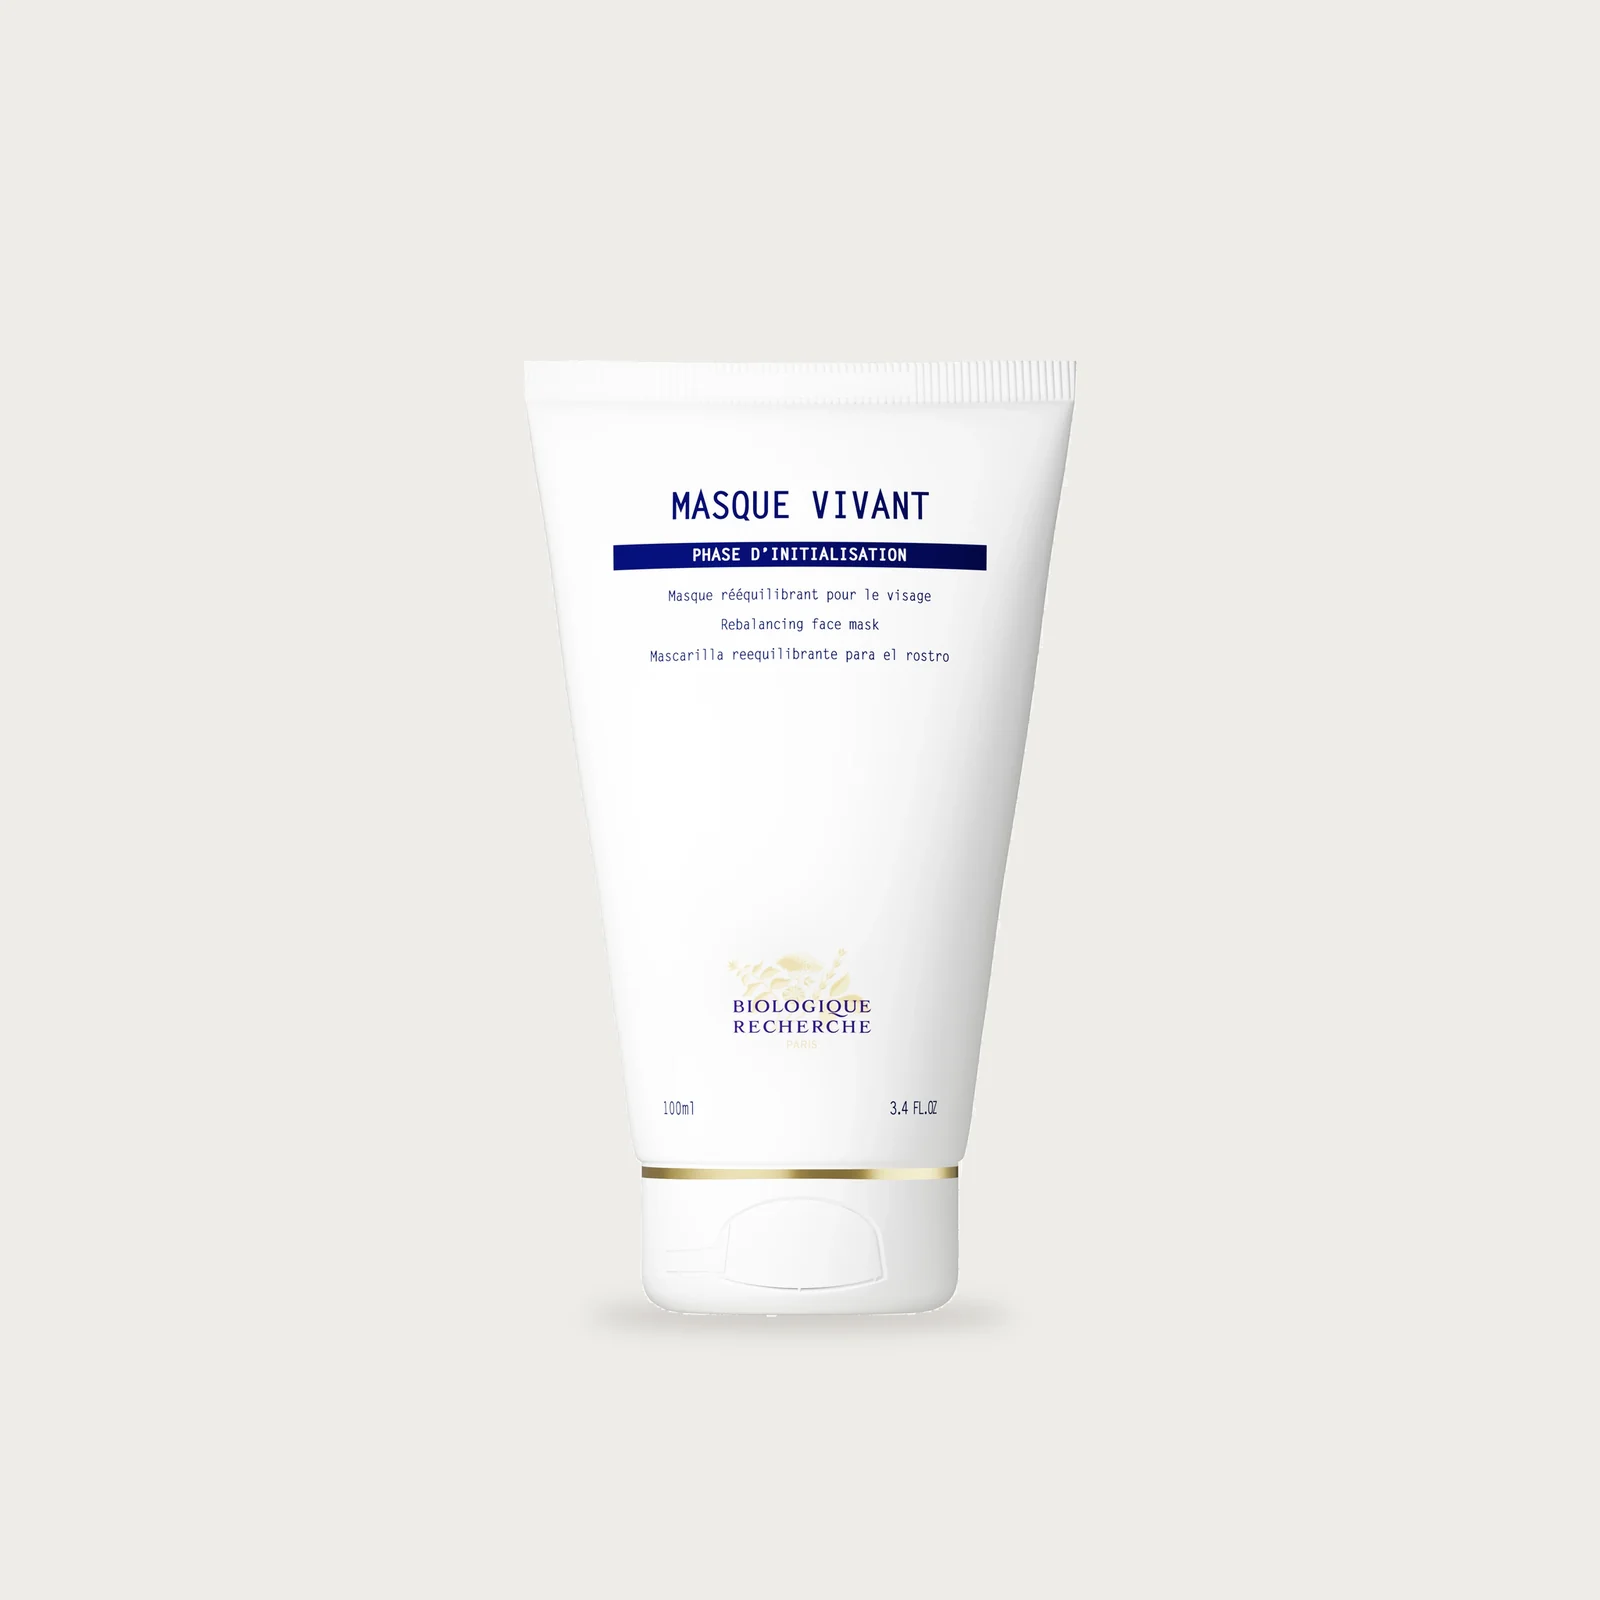 MASQUE VIVANT
PHASE D'INITIALISATION
Masque rééquilibrant pour le visage
Rebalancing face mask
Mascarilla reequilibrante para el rostro
BIOLOGIQUE
RECHERCHE
PARIS
100ml 3.4 FL.OZ